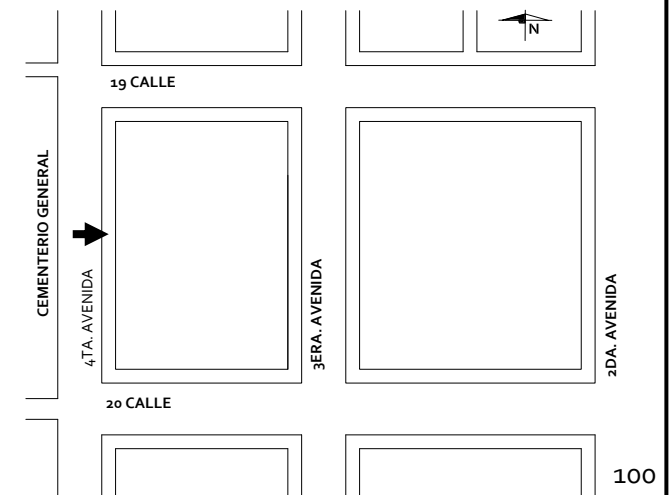 N
19 CALLE
CEMENTERIO GENERAL
4TA. AVENIDA
3ERA. AVENIDA
2DA. AVENIDA
20 CALLE
100